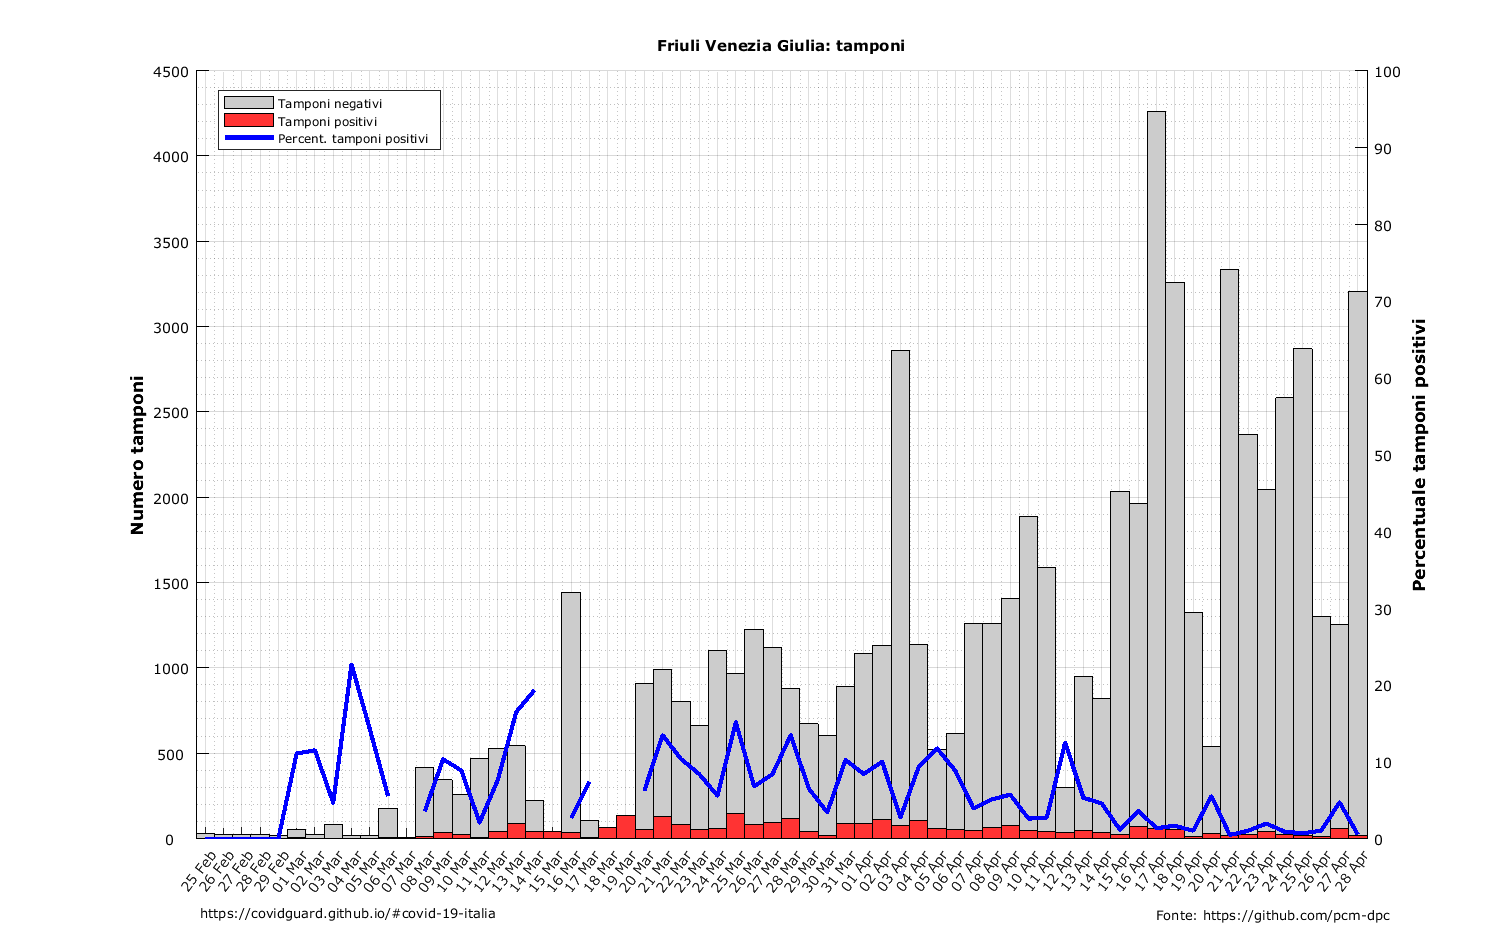 Friuli Venezia Giulia: tamponi
Tamponi negativi
Tamponi positivi
Percent. tamponi positivi
Numero tamponi
4500
4000
3500
3000
2500
2000
1500
1000
500
0
Percentuale tamponi positivi
100
90
80
70
60
50
40
30
20
10
0
25 Feb
26 Feb
27 Feb
28 Feb
29 Feb
01 Mar
02 Mar
03 Mar
04 Mar
05 Mar
06 Mar
07 Mar
08 Mar
09 Mar
10 Mar
11 Mar
12 Mar
13 Mar
14 Mar
15 Mar
16 Mar
17 Mar
18 Mar
19 Mar
20 Mar
21 Mar
22 Mar
23 Mar
24 Mar
25 Mar
26 Mar
27 Mar
28 Mar
29 Mar
30 Mar
31 Mar
01 Apr
02 Apr
03 Apr
04 Apr
05 Apr
06 Apr
07 Apr
08 Apr
09 Apr
10 Apr
11 Apr
12 Apr
13 Apr
14 Apr
15 Apr
16 Apr
17 Apr
18 Apr
19 Apr
20 Apr
21 Apr
22 Apr
23 Apr
24 Apr
25 Apr
26 Apr
27 Apr
28 Apr
https://covidguard.github.io/#covid-19-italia
Fonte: https://github.com/pcm-dpc